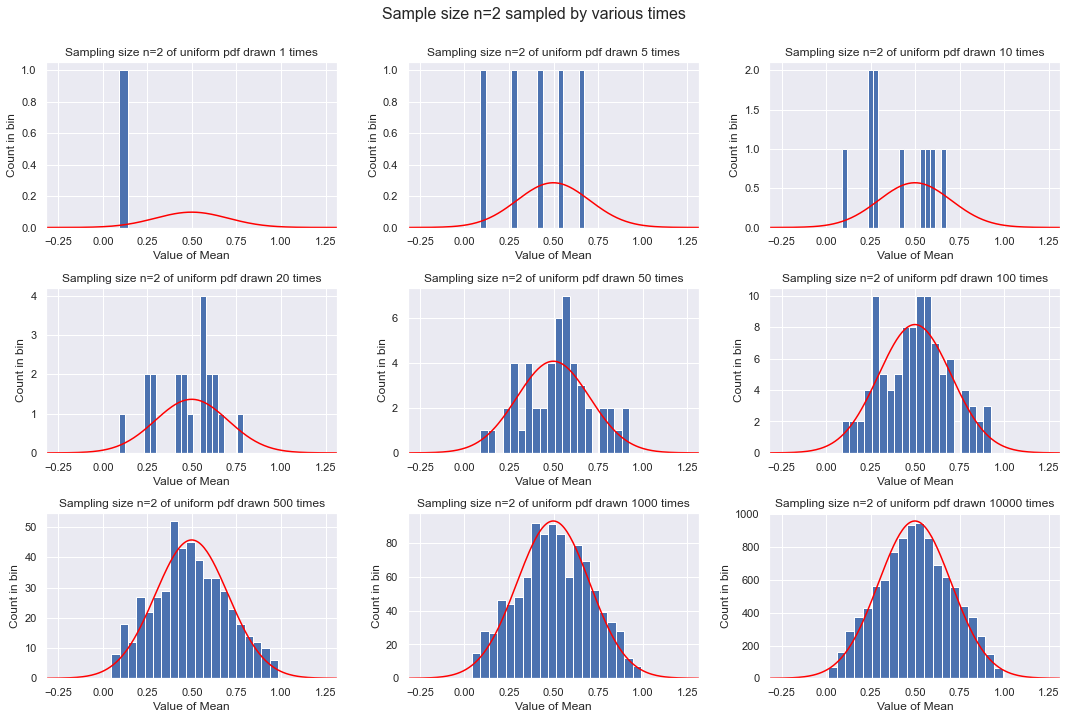 Sample size n=2 sampled by various times
Sampling size n=2 of uniform pdf drawn 1 times
1.0
0.8
0.6
0.4
0.2
0.0
Count in bin
−0.25 0.00 0.25 0.50 0.75 1.00 1.25
Value of Mean
Sampling size n=2 of uniform pdf drawn 5 times
1.0
0.8
0.6
0.4
0.2
0.0
Count in bin
−0.25 0.00 0.25 0.50 0.75 1.00 1.25
Value of Mean
Sampling size n=2 of uniform pdf drawn 10 times
2.0
1.5
1.0
0.5
0.0
Count in bin
−0.25 0.00 0.25 0.50 0.75 1.00 1.25
Value of Mean
Sampling size n=2 of uniform pdf drawn 20 times
4
3
2
1
0
Count in bin
−0.25 0.00 0.25 0.50 0.75 1.00 1.25
Value of Mean
Sampling size n=2 of uniform pdf drawn 50 times
6
4
2
0
Count in bin
−0.25 0.00 0.25 0.50 0.75 1.00 1.25
Value of Mean
Sampling size n=2 of uniform pdf drawn 100 times
10
8
6
4
2
0
Count in bin
−0.25 0.00 0.25 0.50 0.75 1.00 1.25
Value of Mean
Sampling size n=2 of uniform pdf drawn 500 times
50
40
30
20
10
0
Count in bin
−0.25 0.00 0.25 0.50 0.75 1.00 1.25
Value of Mean
Sampling size n=2 of uniform pdf drawn 1000 times
80
60
40
20
0
Count in bin
−0.25 0.00 0.25 0.50 0.75 1.00 1.25
Value of Mean
Sampling size n=2 of uniform pdf drawn 10000 times
1000
800
600
400
200
0
Count in bin
−0.25 0.00 0.25 0.50 0.75 1.00 1.25
Value of Mean